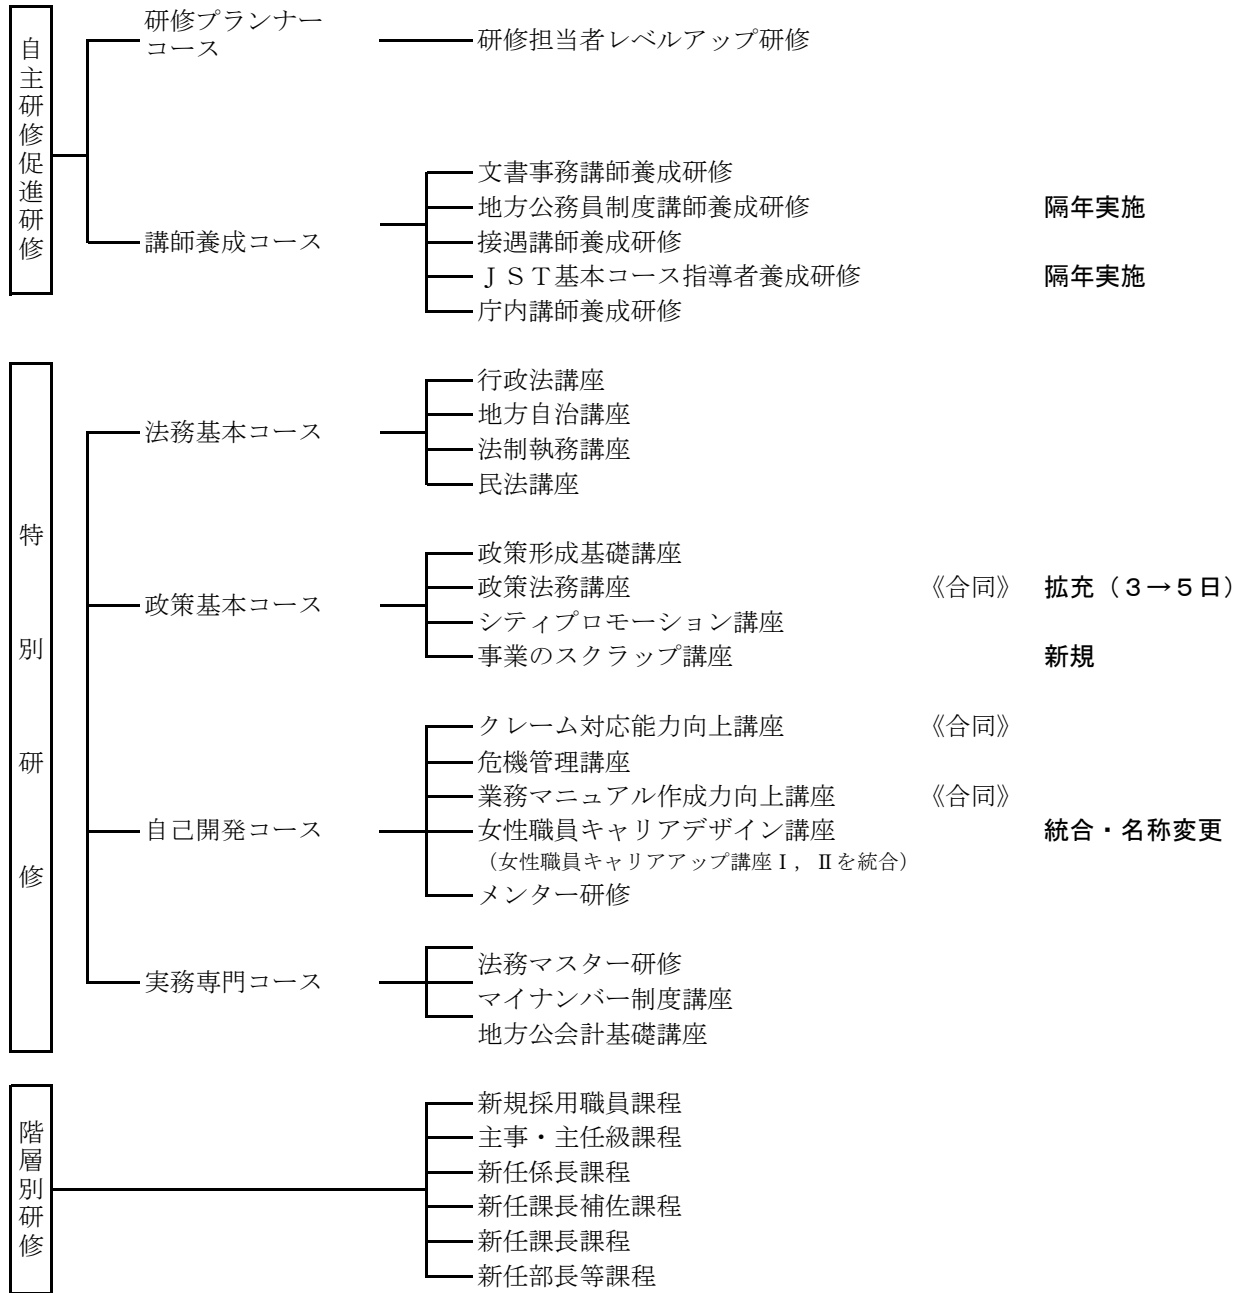 自主研修促進研修
研修プランナー
コース
研修担当者レベルアップ研修
講師養成コース
文書事務講師養成研修
地方公務員制度講師養成研修 隔年実施
接遇講師養成研修
ＪＳＴ基本コース指導者養成研修 隔年実施
庁内講師養成研修
特別研修
法務基本コース
行政法講座
地方自治講座
法制執務講座
民法講座
政策基本コース
政策形成基礎講座
政策法務講座 《合同》 拡充（３→５日）
シティプロモーション講座
事業のスクラップ講座 新規
自己開発コース
クレーム対応能力向上講座 《合同》
危機管理講座
業務マニュアル作成力向上講座 《合同》
女性職員キャリアデザイン講座 統合・名称変更
（女性職員キャリアアップ講座Ⅰ，Ⅱを統合）
メンター研修
実務専門コース
法務マスター研修
マイナンバー制度講座
地方公会計基礎講座
階層別研修
新規採用職員課程
主事・主任級課程
新任係長課程
新任課長補佐課程
新任課長課程
新任部長等課程